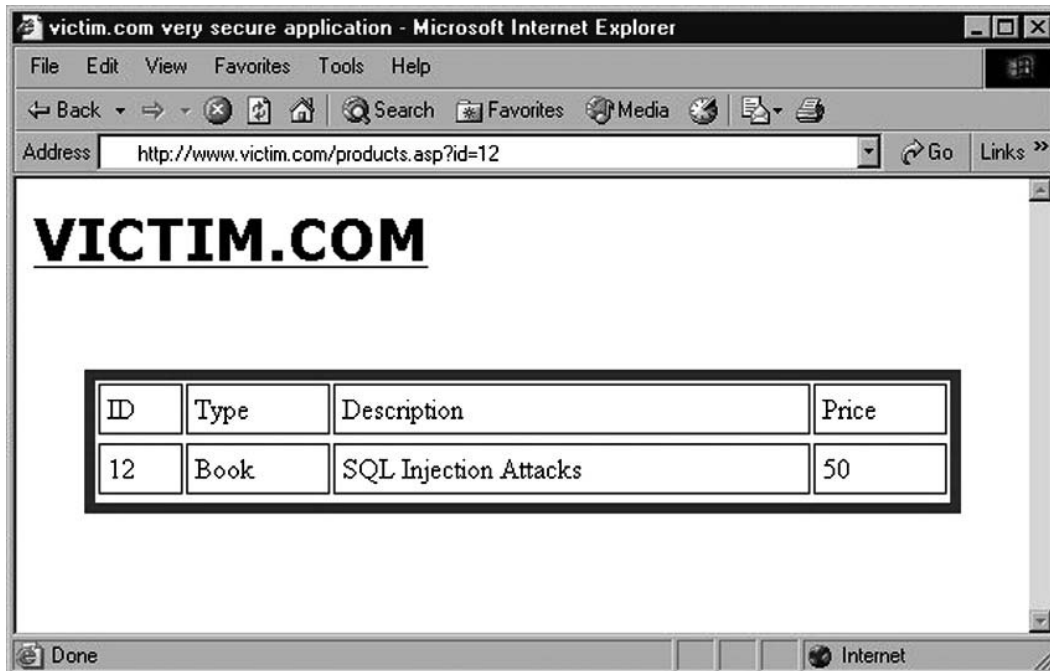 victim.com very secure application - Microsoft Internet Explorer
File Edit View Favorites Tools Help
Back Search Favorites Media
Address http://www.victim.com/products.asp?id=12 Go Links »
VICTIM.COM
ID Type Description Price
12 Book SQL Injection Attacks 50
Done Internet